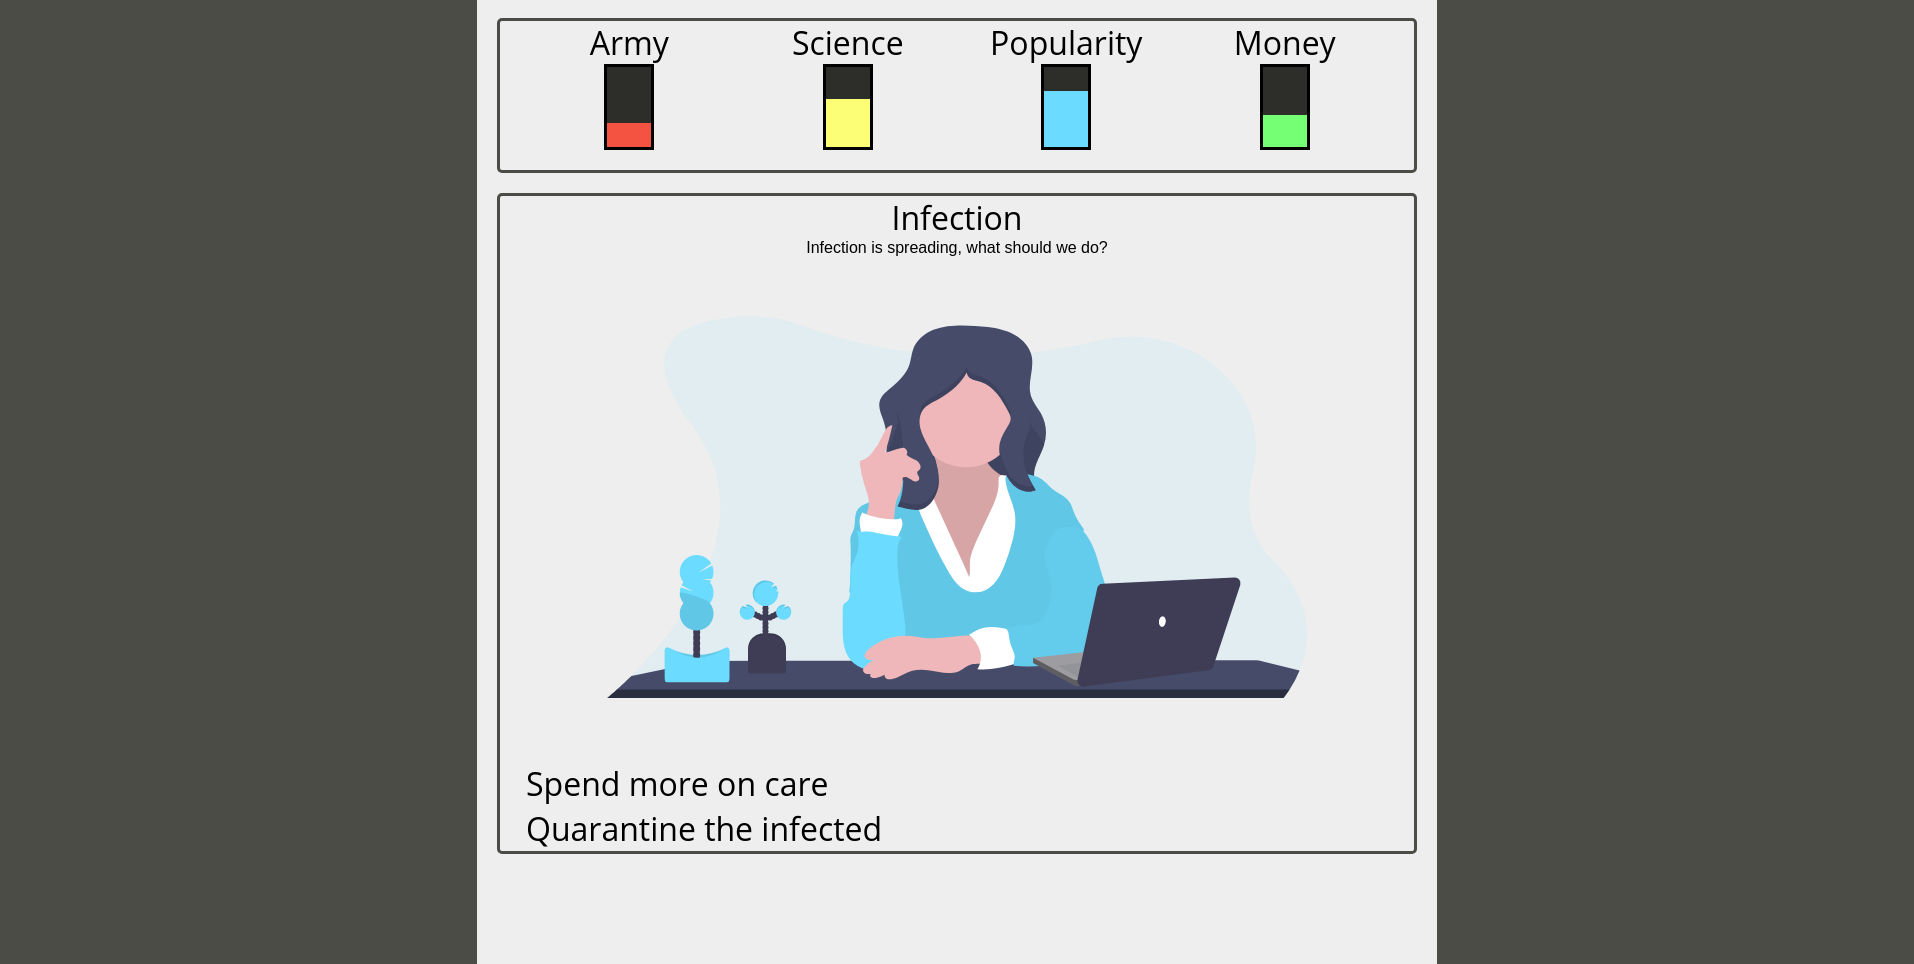 Army
Science
Popularity
Money
Infection
Infection is spreading, what should we do?
Spend more on care
Quarantine the infected